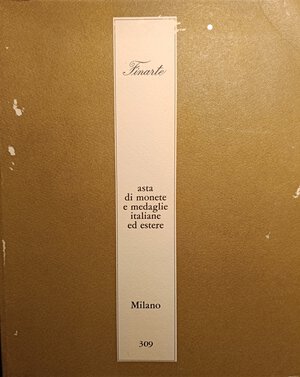 Finarte
asta
di monete
e medaglie
italiane
ed estere
Milano
309